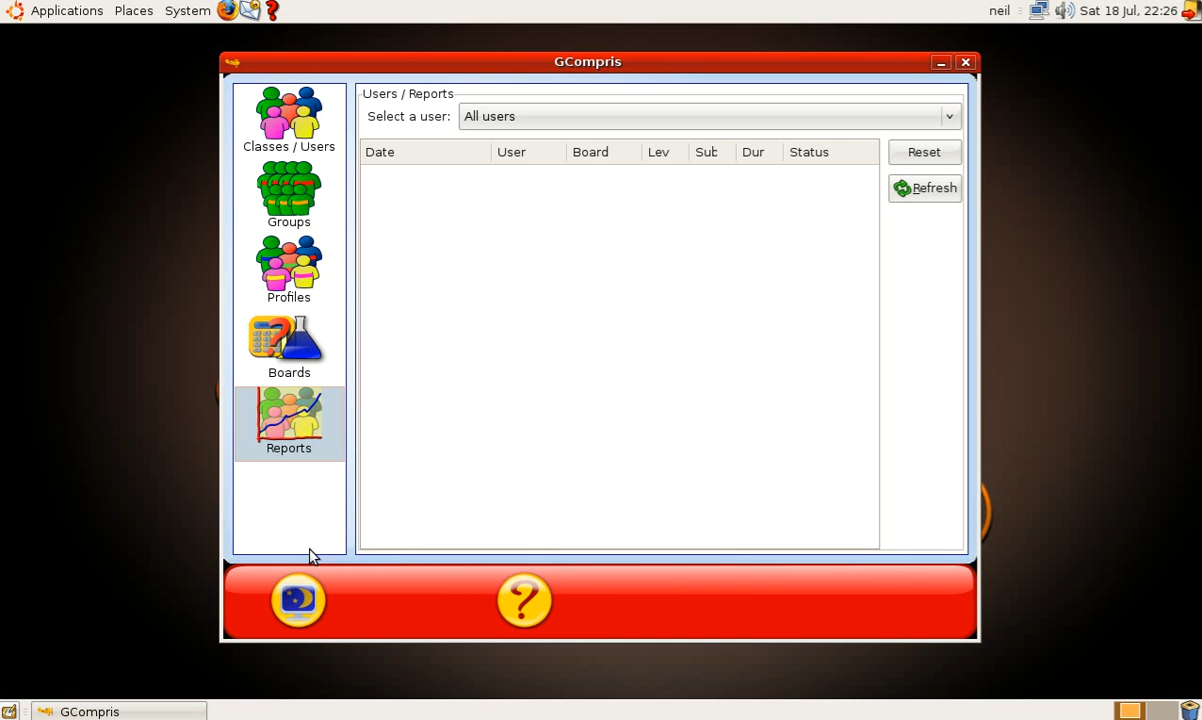 Applications Places System neil Sat 18 Jul, 22:26
GCompris
Classes / Users
Groups
Profiles
Boards
Reports
Users / Reports
Select a user: All users
Date User Board Lev Sub Dur Status
Reset
Refresh
?
GCompris